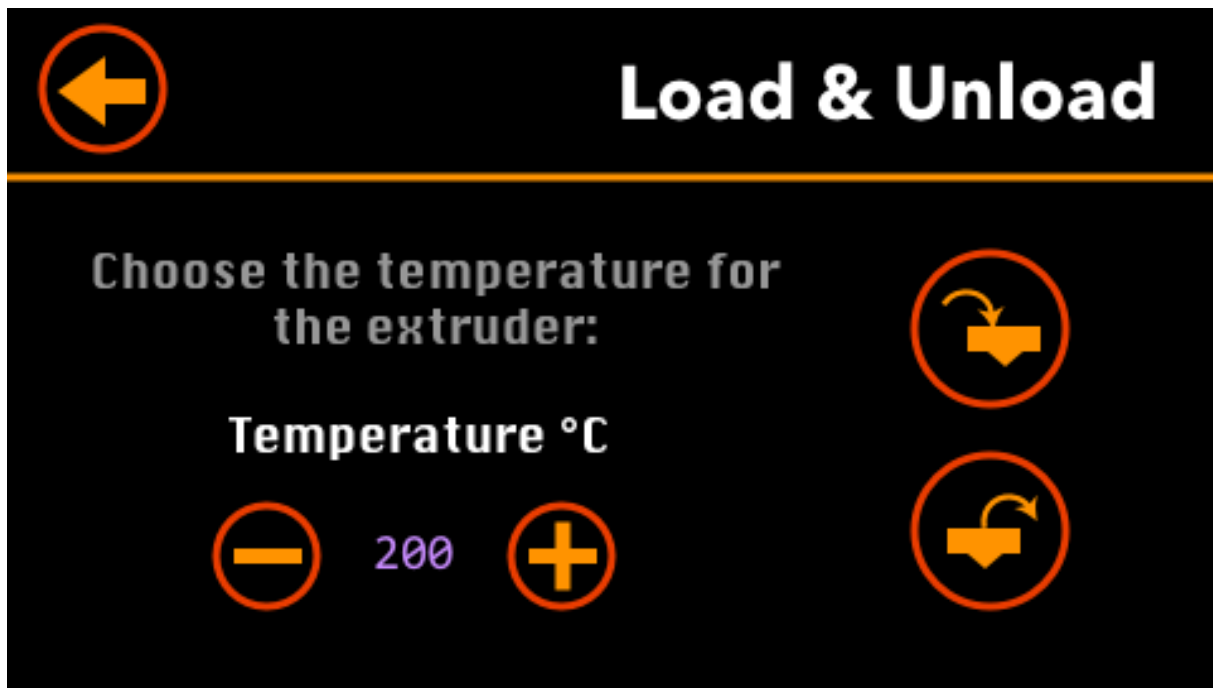 Load & Unload
Choose the temperature for
the extruder:
Temperature °C
200